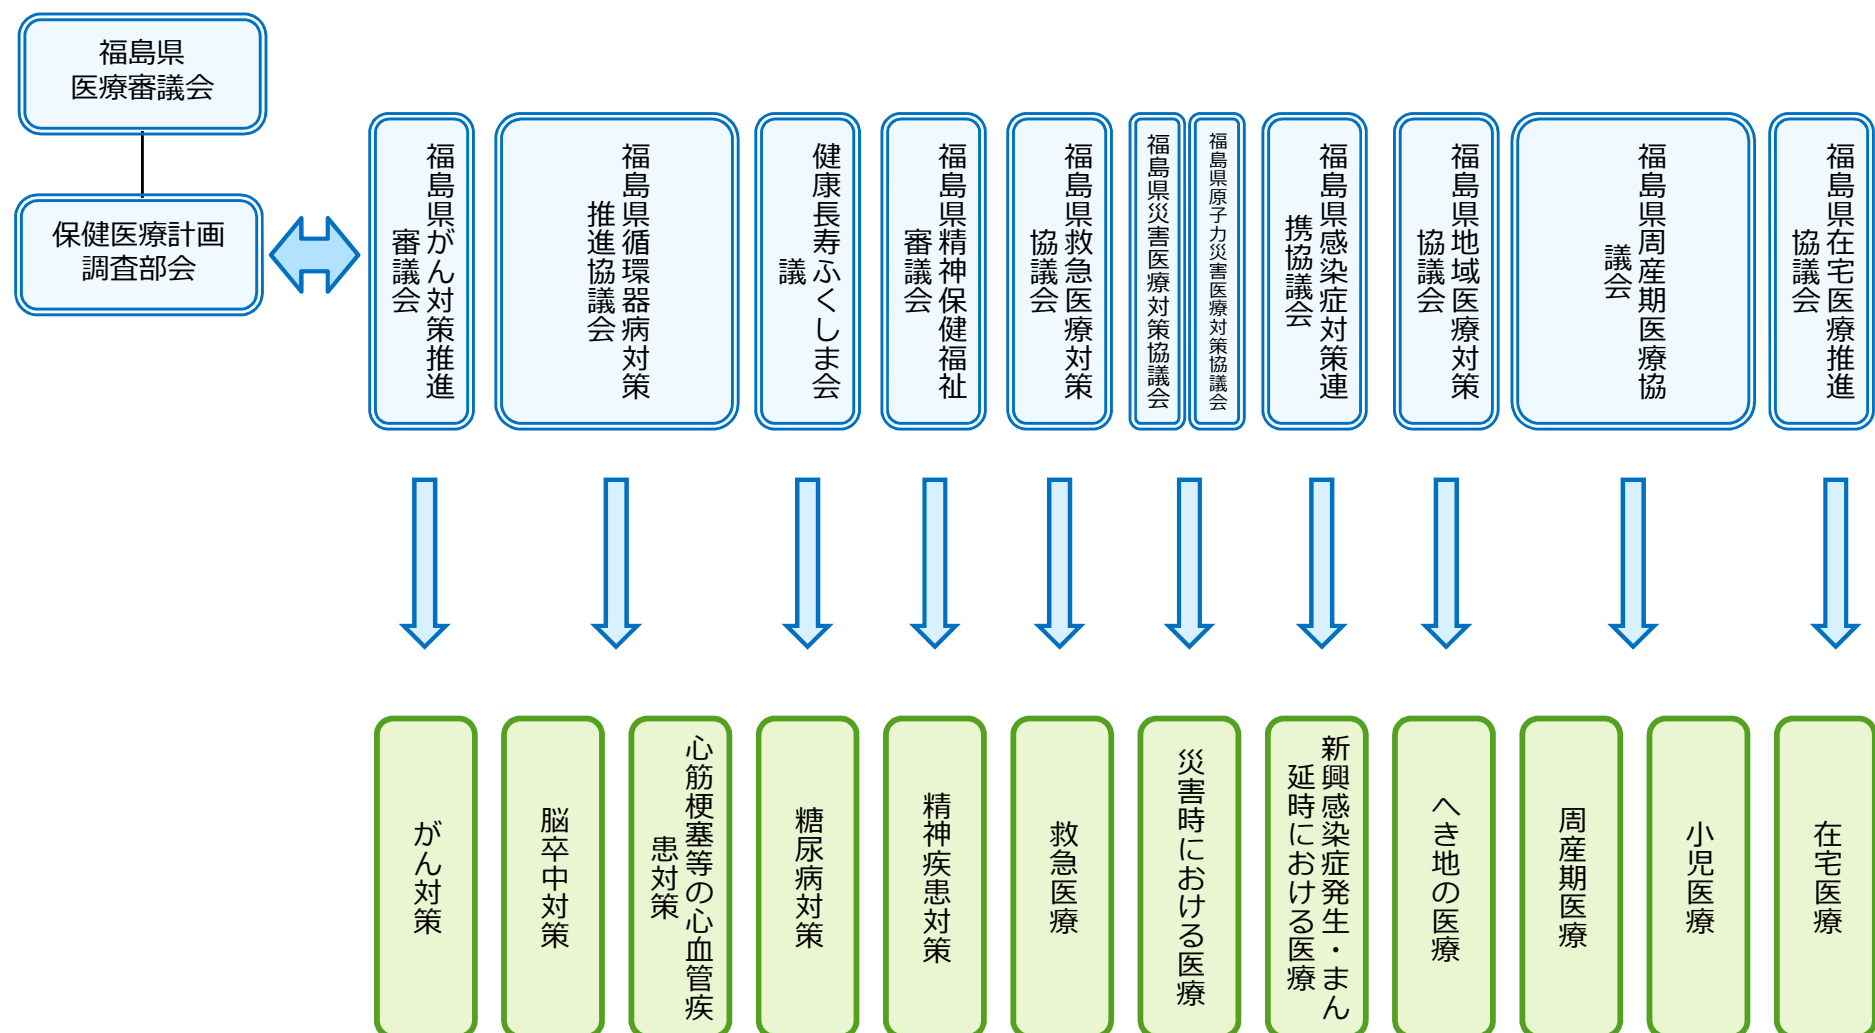 福島県
医療審議会
保健医療計画
調査部会
福島県がん対策推進
審議会
福島県循環器病対策
推進協議会
健康長寿ふくしま会
議
福島県精神保健福祉
審議会
福島県救急医療対策
協議会
福島県災害医療対策協議会
福島県原子力災害医療対策協議会
福島県感染症対策連
携協議会
福島県地域医療対策
協議会
福島県周産期医療協
議会
福島県在宅医療推進
協議会
がん対策
脳卒中対策
心筋梗塞等の心血管疾
患対策
糖尿病対策
精神疾患対策
救急医療
災害時における医療
新興感染症発生・まん
延時における医療
へき地の医療
周産期医療
小児医療
在宅医療